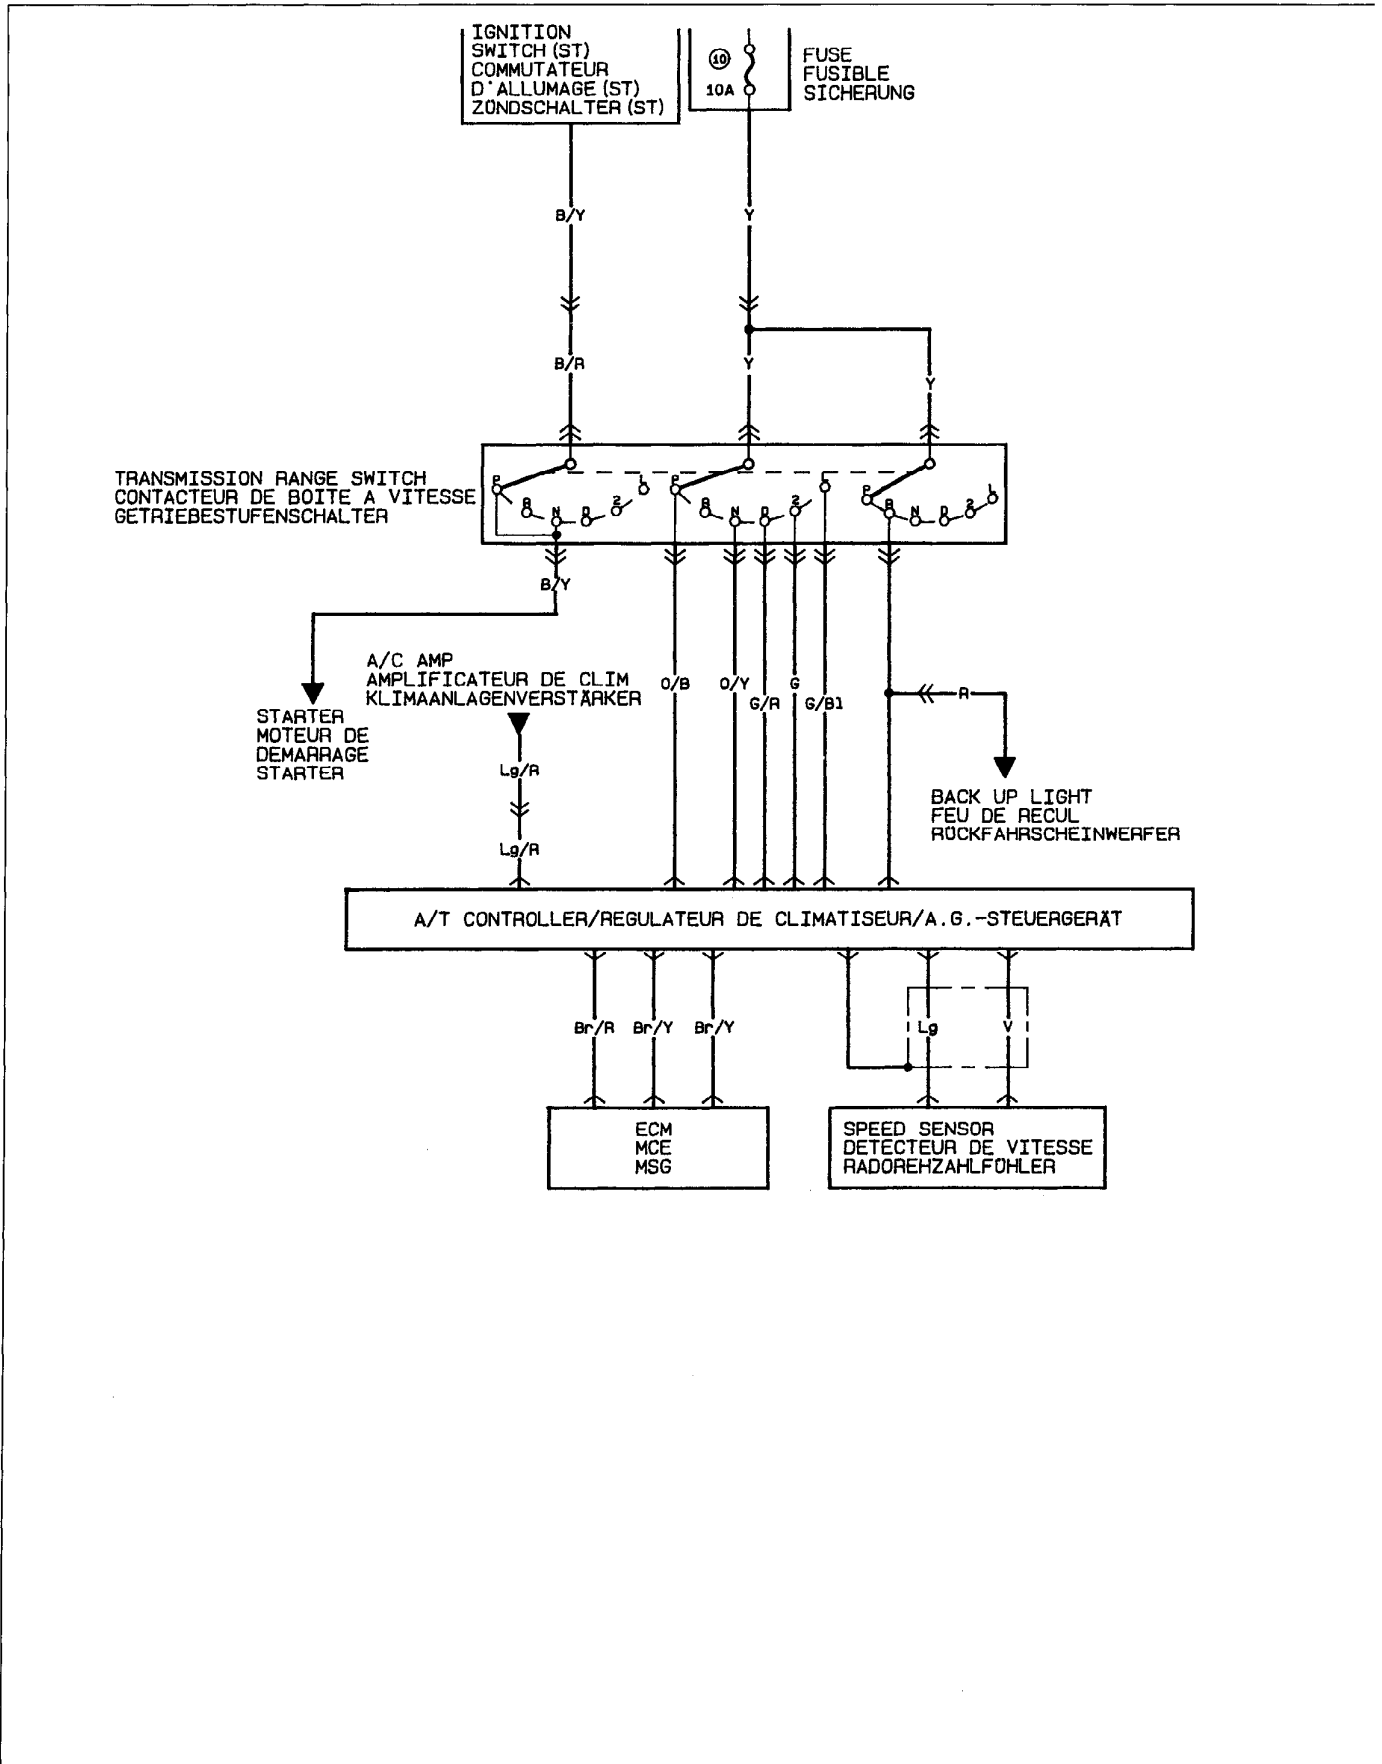 IGNITION
SWITCH (ST)
COMMUTATEUR
D'ALLUMAGE (ST)
ZÖNDSCHALTER (ST)
10
10A
FUSE
FUSIBLE
SICHERUNG
B/Y
Y
B/R
Y
Y
TRANSMISSION RANGE SWITCH
CONTACTEUR DE BOITE A VITESSE
GETRIEBESTUFENSCHALTER
P R N D 2 L
P R N D 2 L
P R N D 2 L
B/Y
A/C AMP
AMPLIFICATEUR DE CLIM
KLIMAANLAGENVERSTÄRKER
O/B
O/Y
G/R
G
G/Bl
R
STARTER
MOTEUR DE
DEMARRAGE
STARTER
Lg/R
Lg/R
BACK UP LIGHT
FEU DE RECUL
RÖCKFAHRSCHEINWERFER
A/T CONTROLLER/REGULATEUR DE CLIMATISEUR/A.G.-STEUERGERÄT
Br/R
Br/Y
Br/Y
Lg
V
ECM
MCE
MSG
SPEED SENSOR
DETECTEUR DE VITESSE
RADOREHZAHLFÖHLER